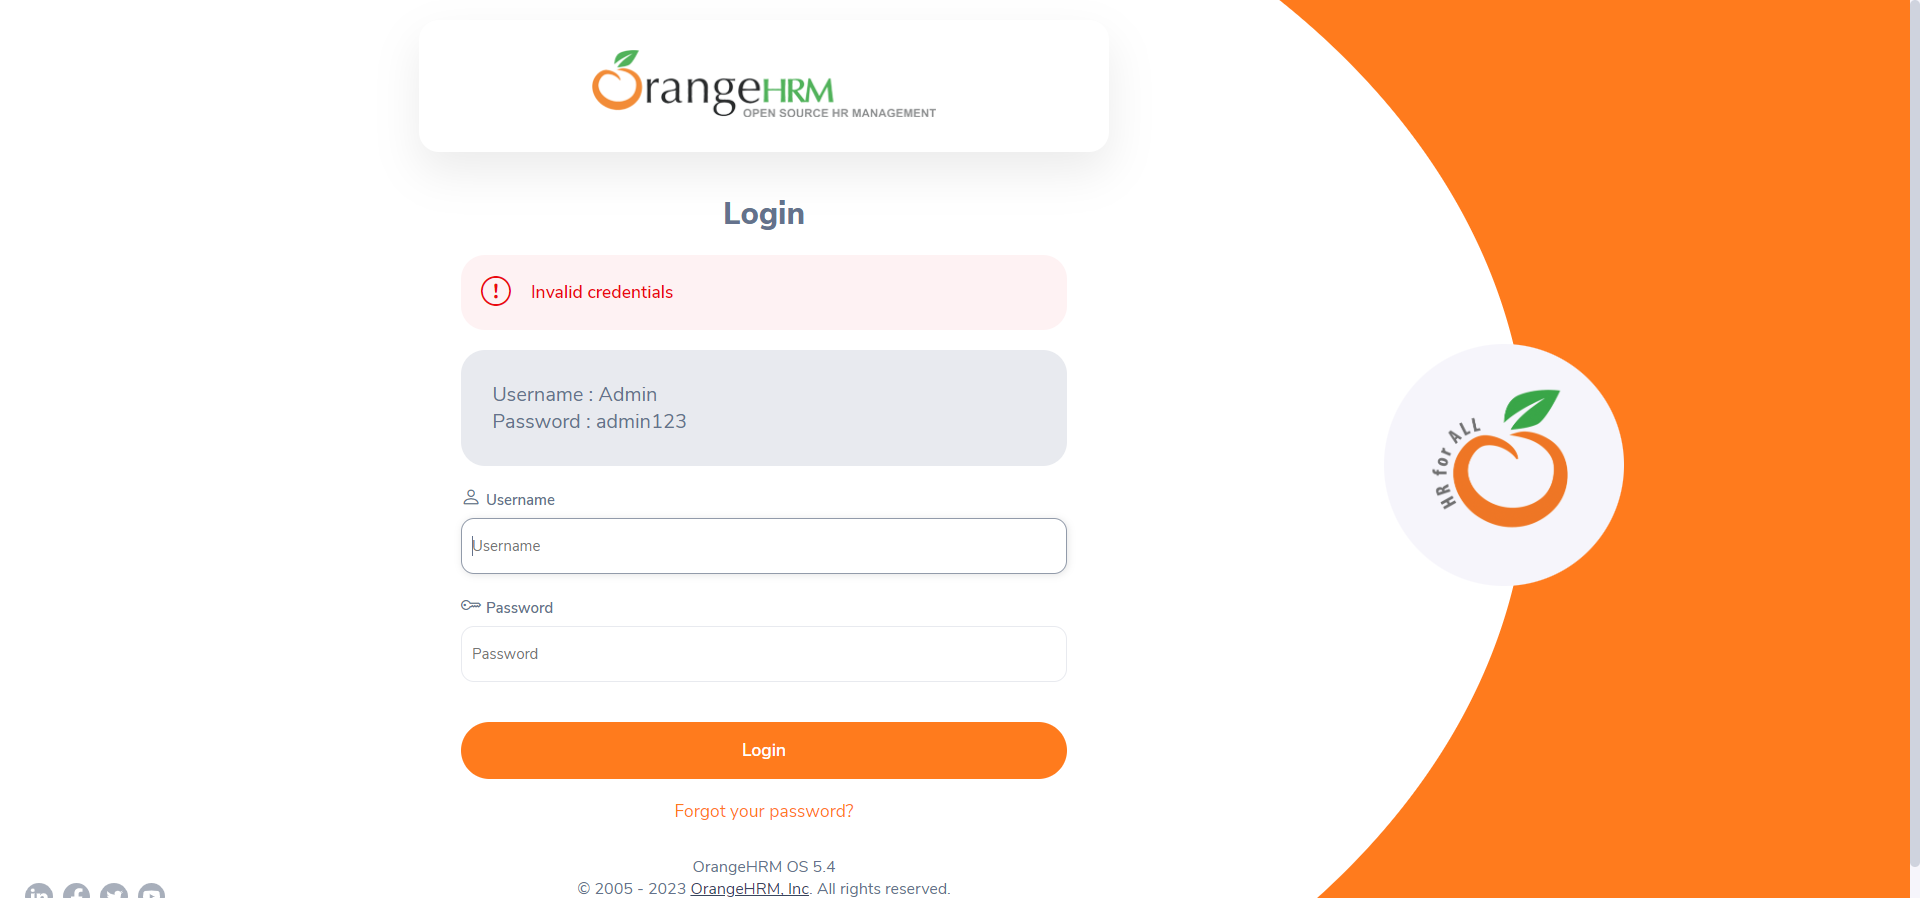 OrangeHRM
OPEN SOURCE HR MANAGEMENT
Login
Invalid credentials
Username : Admin
Password : admin123
Username
Username
Password
Password
Login
Forgot your password?
OrangeHRM OS 5.4
© 2005 - 2023 OrangeHRM, Inc. All rights reserved.
HR for ALL